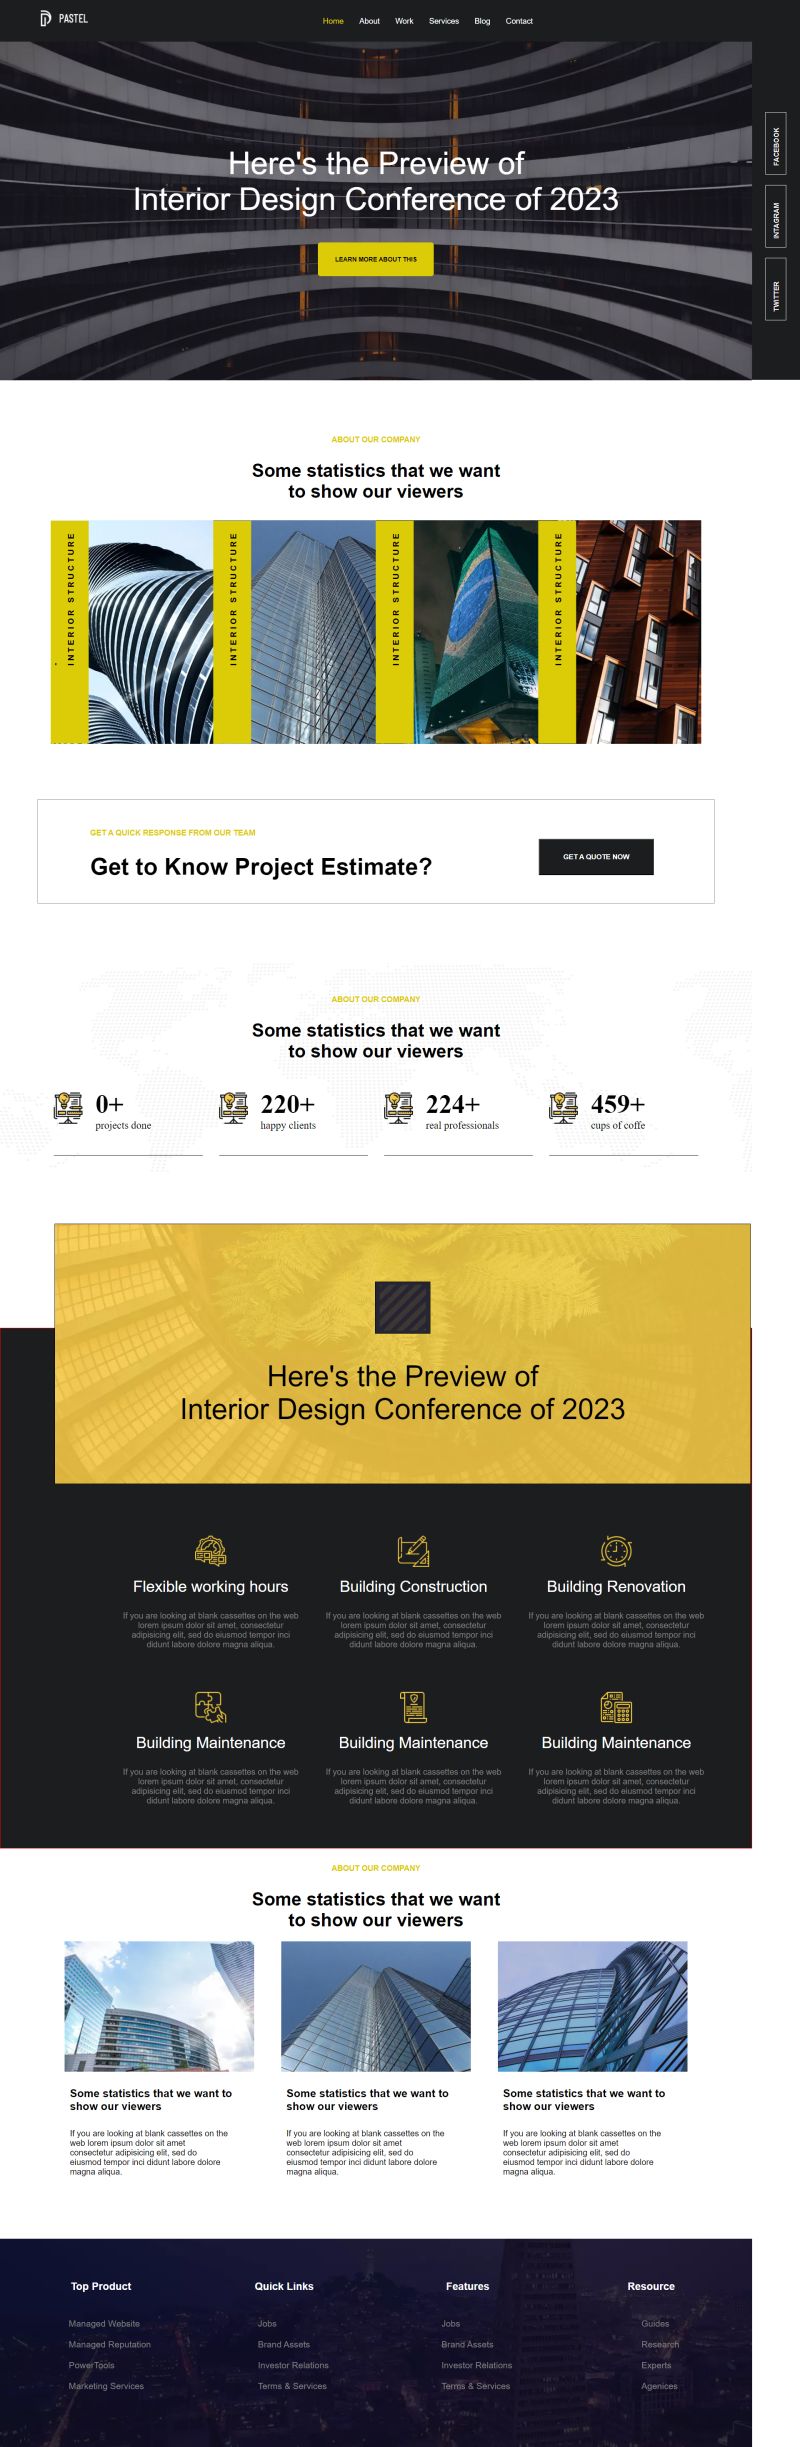 PASTEL
Home About Work Services Blog Contact
Here's the Preview of
Interior Design Conference of 2023
LEARN MORE ABOUT THIS
FACEBOOK
INTAGRAM
TWITTER
ABOUT OUR COMPANY
Some statistics that we want
to show our viewers
INTERIOR STRUCTURE
INTERIOR STRUCTURE
INTERIOR STRUCTURE
INTERIOR STRUCTURE
GET A QUICK RESPONSE FROM OUR TEAM
Get to Know Project Estimate?
GET A QUOTE NOW
ABOUT OUR COMPANY
Some statistics that we want
to show our viewers
0+ 220+ 224+ 459+
projects done happy clients real professionals cups of coffe
Here's the Preview of
Interior Design Conference of 2023
Flexible working hours
If you are looking at blank cassettes on the web
lorem ipsum dolor sit amet, consectetur
adipisicing elit, sed do eiusmod tempor inci
didunt labore dolore magna aliqua.
Building Construction
If you are looking at blank cassettes on the web
lorem ipsum dolor sit amet, consectetur
adipisicing elit, sed do eiusmod tempor inci
didunt labore dolore magna aliqua.
Building Renovation
If you are looking at blank cassettes on the web
lorem ipsum dolor sit amet, consectetur
adipisicing elit, sed do eiusmod tempor inci
didunt labore dolore magna aliqua.
Building Maintenance
If you are looking at blank cassettes on the web
lorem ipsum dolor sit amet, consectetur
adipisicing elit, sed do eiusmod tempor inci
didunt labore dolore magna aliqua.
Building Maintenance
If you are looking at blank cassettes on the web
lorem ipsum dolor sit amet, consectetur
adipisicing elit, sed do eiusmod tempor inci
didunt labore dolore magna aliqua.
Building Maintenance
If you are looking at blank cassettes on the web
lorem ipsum dolor sit amet, consectetur
adipisicing elit, sed do eiusmod tempor inci
didunt labore dolore magna aliqua.
ABOUT OUR COMPANY
Some statistics that we want
to show our viewers
Some statistics that we want to
show our viewers
If you are looking at blank cassettes on the
web lorem ipsum dolor sit amet
consectetur adipisicing elit, sed do
eiusmod tempor inci didunt labore dolore
magna aliqua.
Some statistics that we want to
show our viewers
If you are looking at blank cassettes on the
web lorem ipsum dolor sit amet
consectetur adipisicing elit, sed do
eiusmod tempor inci didunt labore dolore
magna aliqua.
Some statistics that we want to
show our viewers
If you are looking at blank cassettes on the
web lorem ipsum dolor sit amet
consectetur adipisicing elit, sed do
eiusmod tempor inci didunt labore dolore
magna aliqua.
Top Product
Managed Website
Managed Reputation
PowerTools
Marketing Services
Quick Links
Jobs
Brand Assets
Investor Relations
Terms & Services
Features
Jobs
Brand Assets
Investor Relations
Terms & Services
Resource
Guides
Research
Experts
Agenices